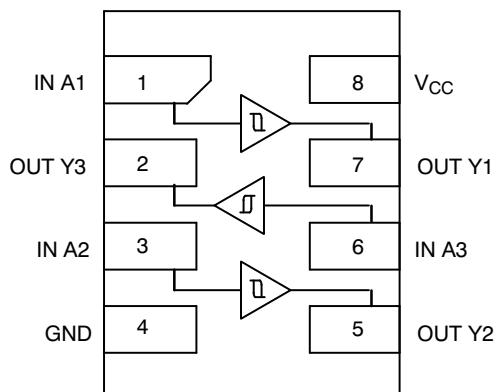 IN A1 1 8 VCC
OUT Y3 2 7 OUT Y1
IN A2 3 6 IN A3
GND 4 5 OUT Y2